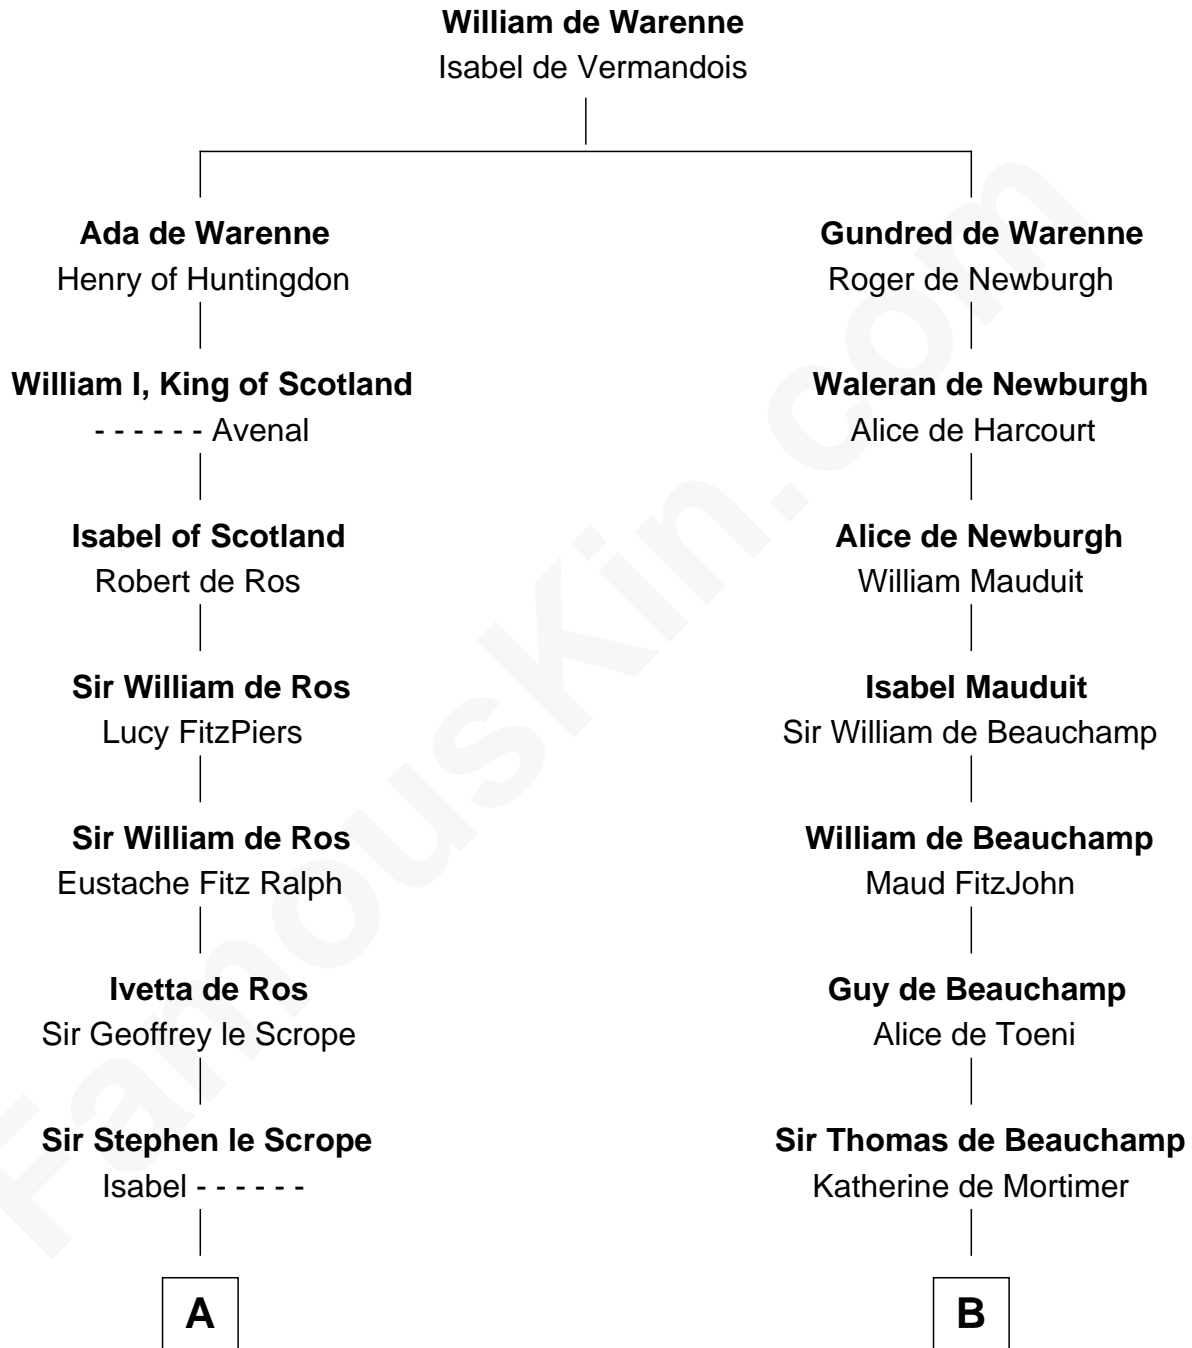 William de Warenne
Isabel de Vermandois
Ada de Warenne
Henry of Huntingdon
William I, King of Scotland
- - - - - - Avenal
Isabel of Scotland
Robert de Ros
Sir William de Ros
Lucy FitzPiers
Sir William de Ros
Eustache Fitz Ralph
Ivetta de Ros
Sir Geoffrey le Scrope
Sir Stephen le Scrope
Isabel - - - - - -
A
Gundred de Warenne
Roger de Newburgh
Waleran de Newburgh
Alice de Harcourt
Alice de Newburgh
William Mauduit
Isabel Mauduit
Sir William de Beauchamp
William de Beauchamp
Maud FitzJohn
Guy de Beauchamp
Alice de Toeni
Sir Thomas de Beauchamp
Katherine de Mortimer
B
FamousKin.com